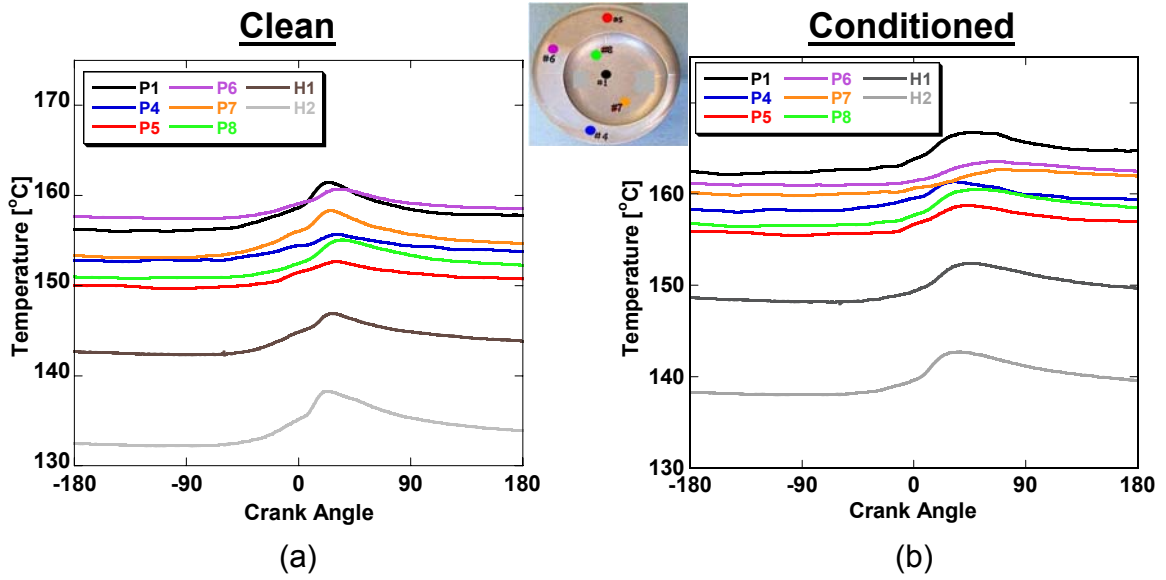 Clean
Conditioned
P1 P6 H1
P4 P7 H2
P5 P8
170
160
150
140
130
Temperature [°C]
-180 -90 0 90 180
Crank Angle
(a)
#5
#6
#8
#1
#7
#4
P1 P6 H1
P4 P7 H2
P5 P8
170
160
150
140
130
Temperature [°C]
-180 -90 0 90 180
Crank Angle
(b)